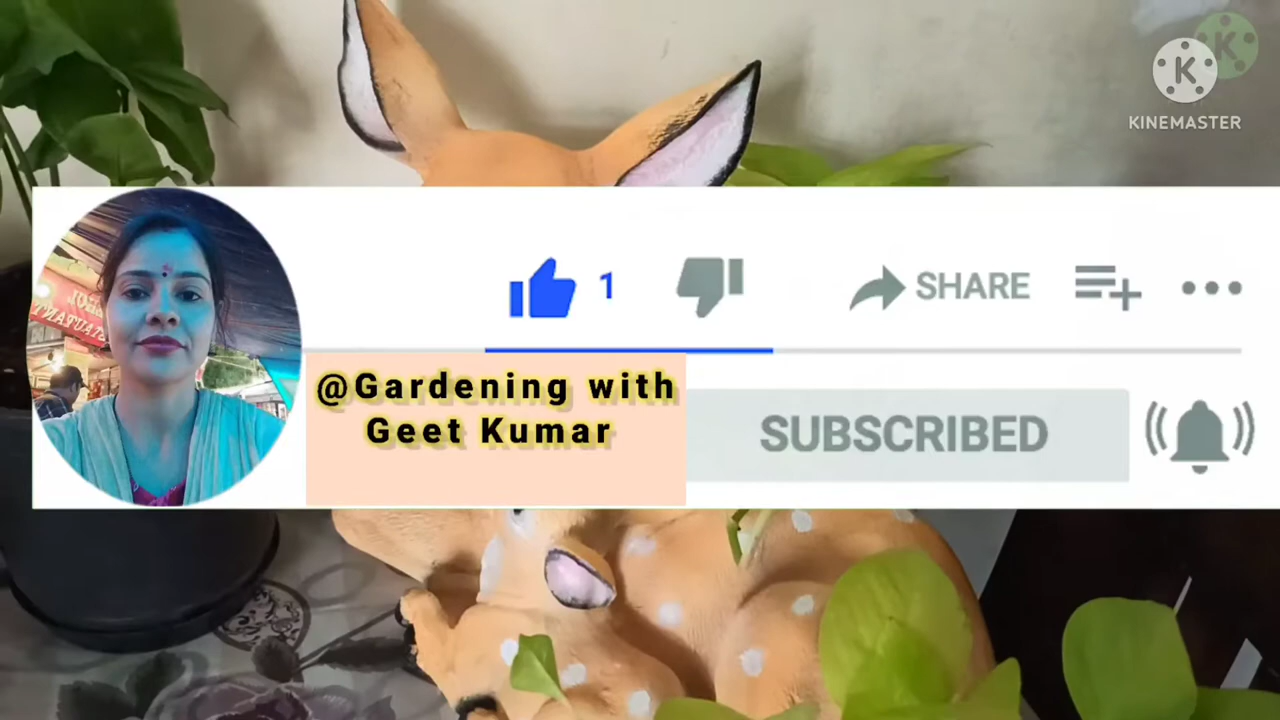 KINEMASTER
1
SHARE
@Gardening with
Geet Kumar
SUBSCRIBED